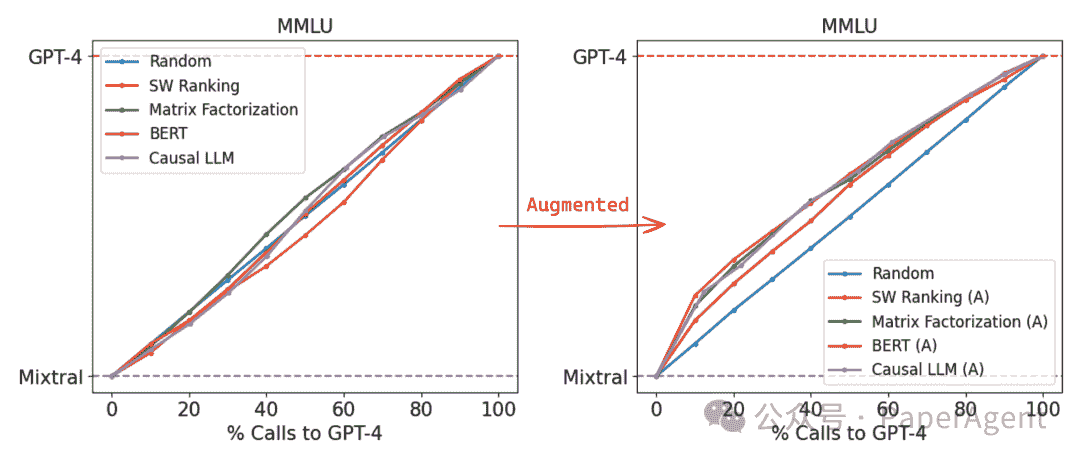 MMLU
GPT-4
Random
SW Ranking
Matrix Factorization
BERT
Causal LLM
Mixtral
0 20 40 60 80 100
% Calls to GPT-4
Augmented
MMLU
GPT-4
Random
SW Ranking (A)
Matrix Factorization (A)
BERT (A)
Causal LLM (A)
Mixtral
0 20 40 60 80 100
% Calls to GPT-4
公众号 · PaperAgent